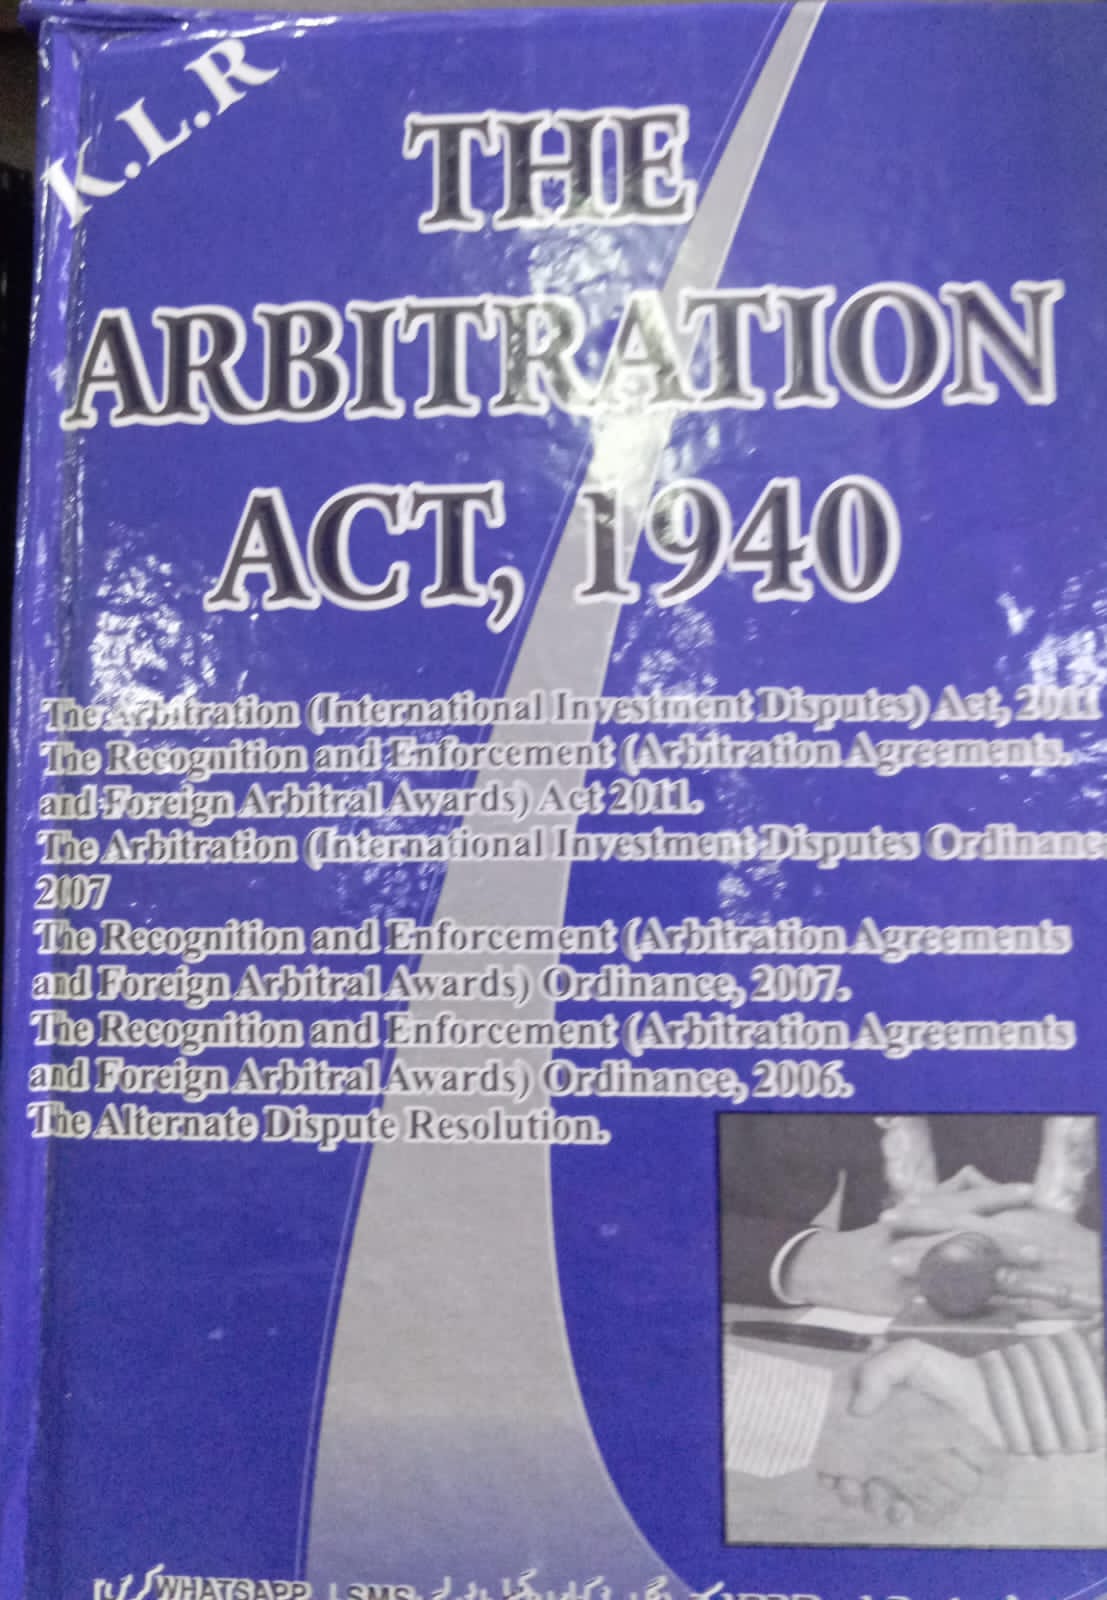 K.L.R
THE
ARBITRATION
ACT, 1940
The Arbitration (International Investment Disputes) Act, 2011
The Recognition and Enforcement (Arbitration Agreements.
and Foreign Arbitral Awards) Act 2011.
The Arbitration (International Investment Disputes Ordinance
2007
The Recognition and Enforcement (Arbitration Agreements
and Foreign Arbitral Awards) Ordinance, 2007.
The Recognition and Enforcement (Arbitration Agreements
and Foreign Arbitral Awards) Ordinance, 2006.
The Alternate Dispute Resolution.
WHATSAPP SMS